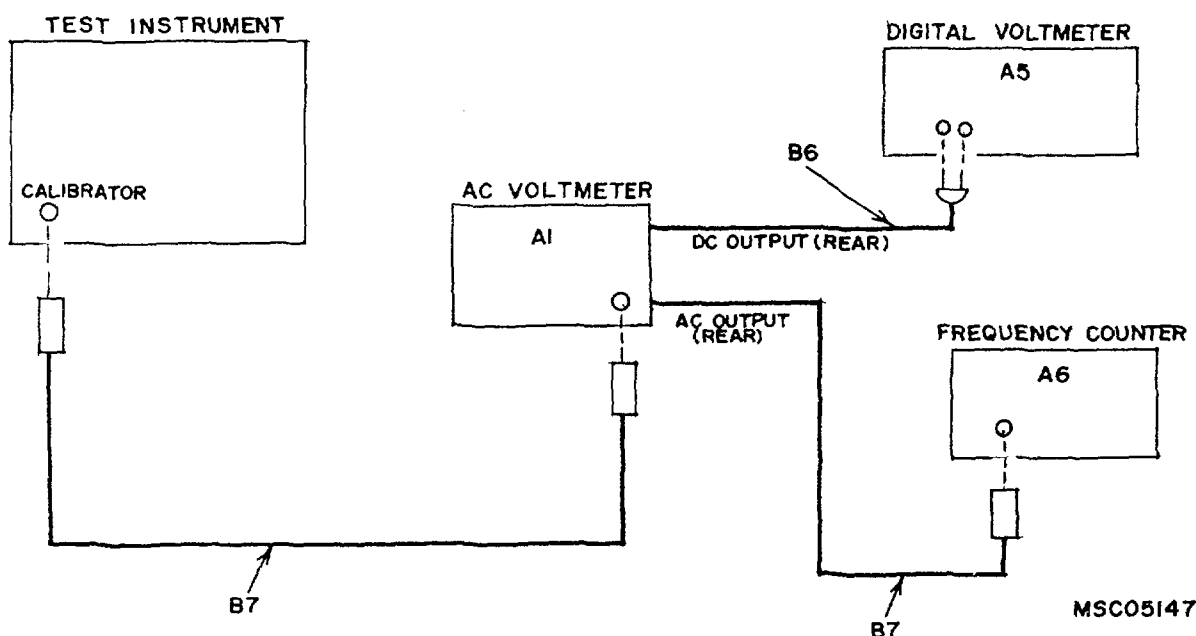 TEST INSTRUMENT
CALIBRATOR
AC VOLTMETER
A1
DC OUTPUT (REAR)
AC OUTPUT
(REAR)
B6
DIGITAL VOLTMETER
A5
FREQUENCY COUNTER
A6
B7
B7
MSC05147